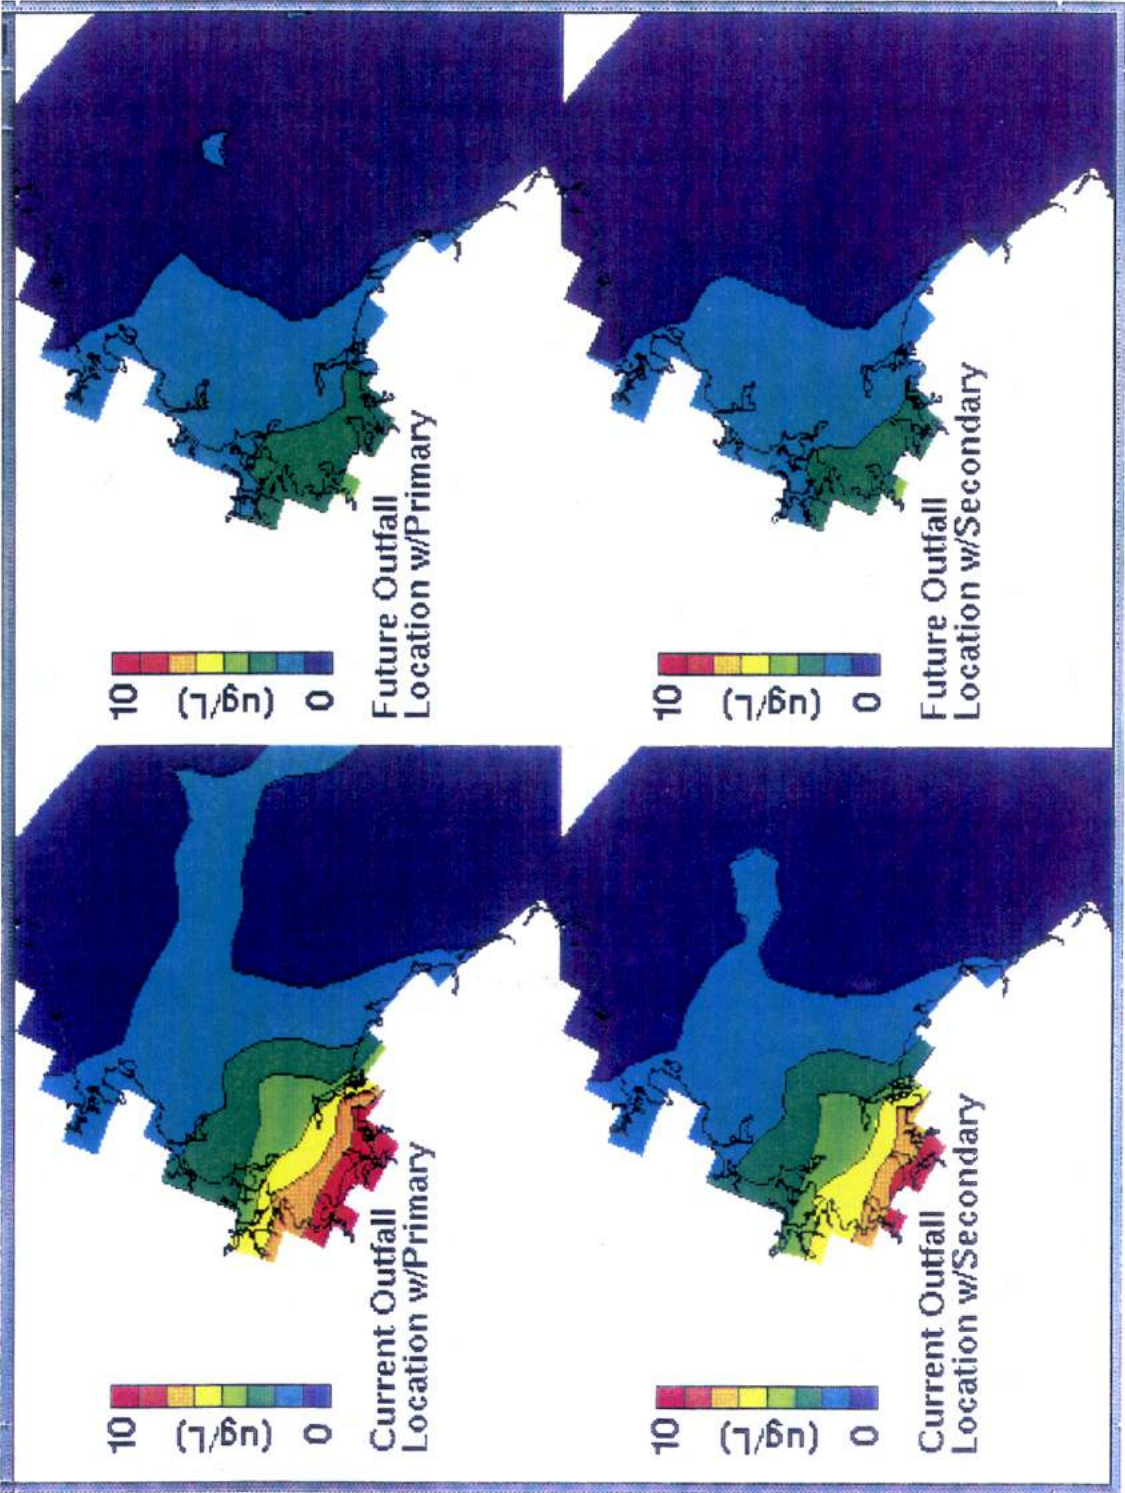 10
(ug/L)
0
Current Outfall
Location w/Primary
10
(ug/L)
0
Future Outfall
Location w/Primary
10
(ug/L)
0
Current Outfall
Location w/Secondary
10
(ug/L)
0
Future Outfall
Location w/Secondary